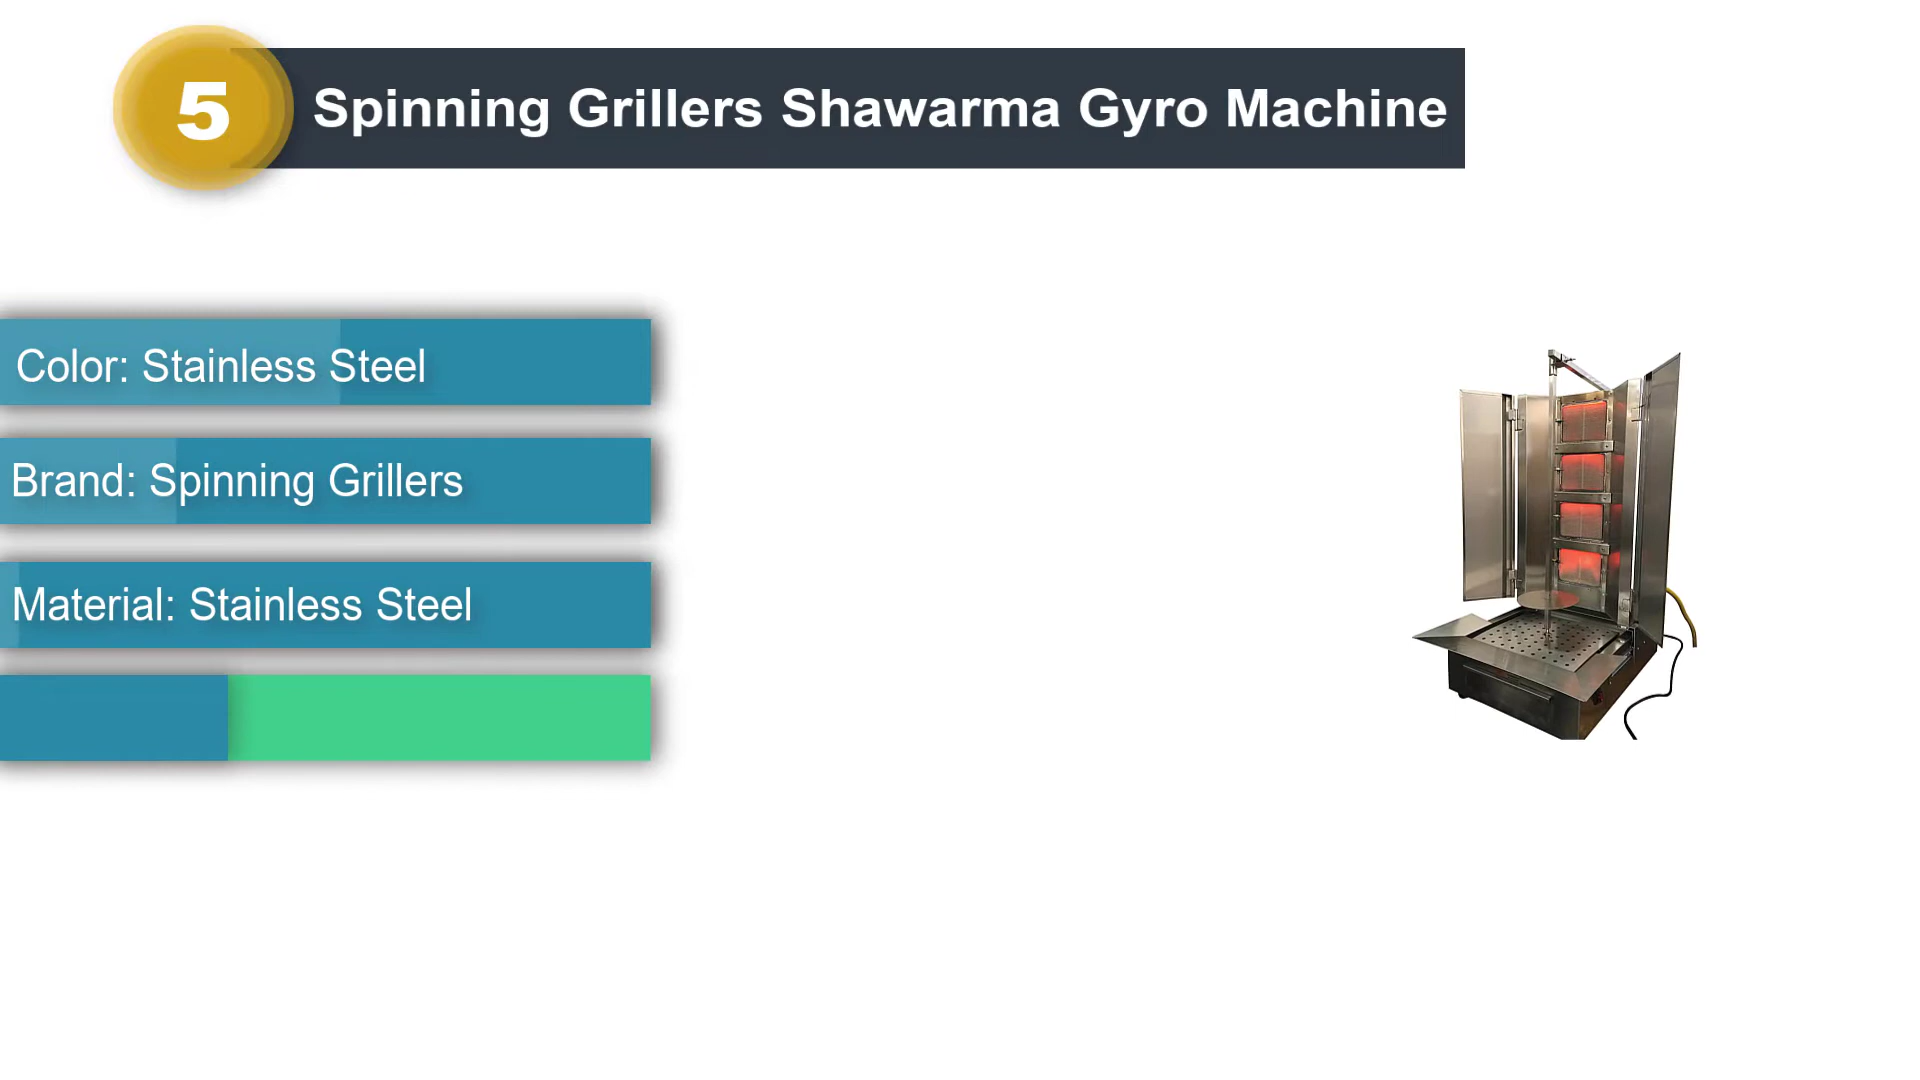 5
Spinning Grillers Shawarma Gyro Machine
Color: Stainless Steel
Brand: Spinning Grillers
Material: Stainless Steel